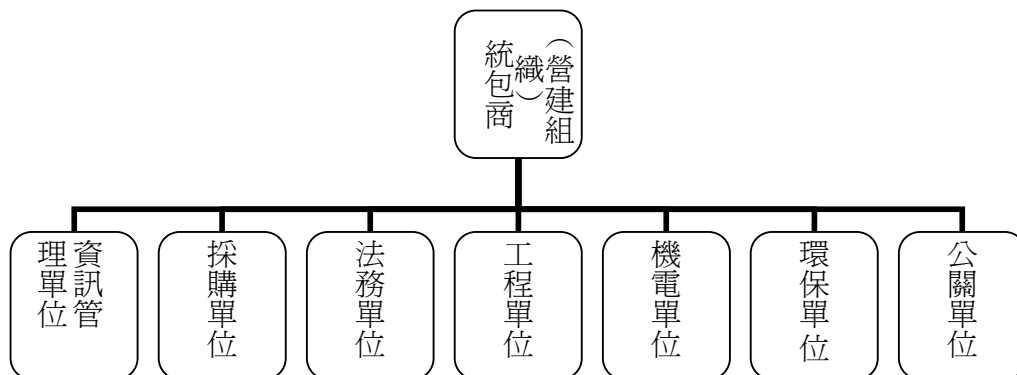 （營建組
織）
統包商
資訊管
理單位
採購單位
法務單位
工程單位
機電單位
環保單位
公關單位